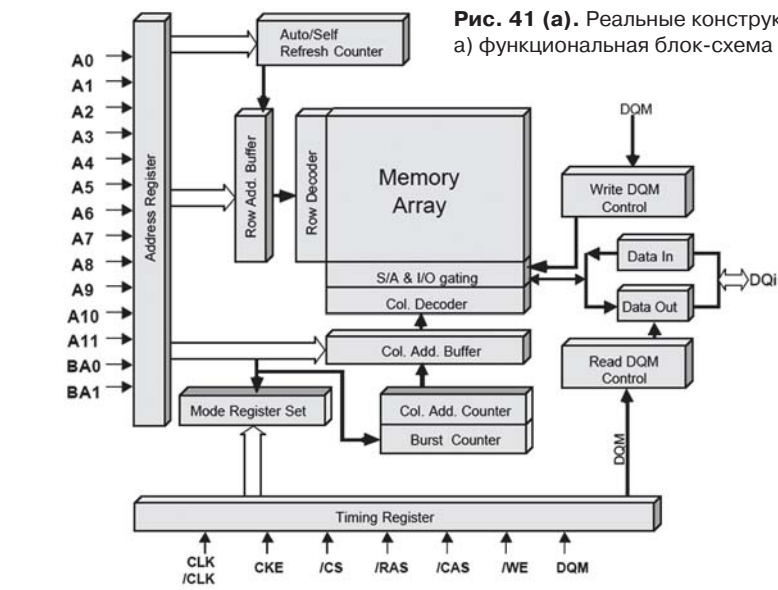 Рис. 41 (а). Реальные конструк
а) функциональная блок-схема
Auto/Self
Refresh Counter
A0
A1
A2
A3
A4
A5
A6
A7
A8
A9
A10
A11
BA0
BA1
Address Register
Row Add. Buffer
Row Decoder
Memory
Array
S/A & I/O gating
Col. Decoder
Col. Add. Buffer
Mode Register Set
Col. Add. Counter
Burst Counter
DQM
Write DQM
Control
Data In
Data Out
DQi
Read DQM
Control
DQM
Timing Register
CLK
/CLK
CKE
/CS
/RAS
/CAS
/WE
DQM